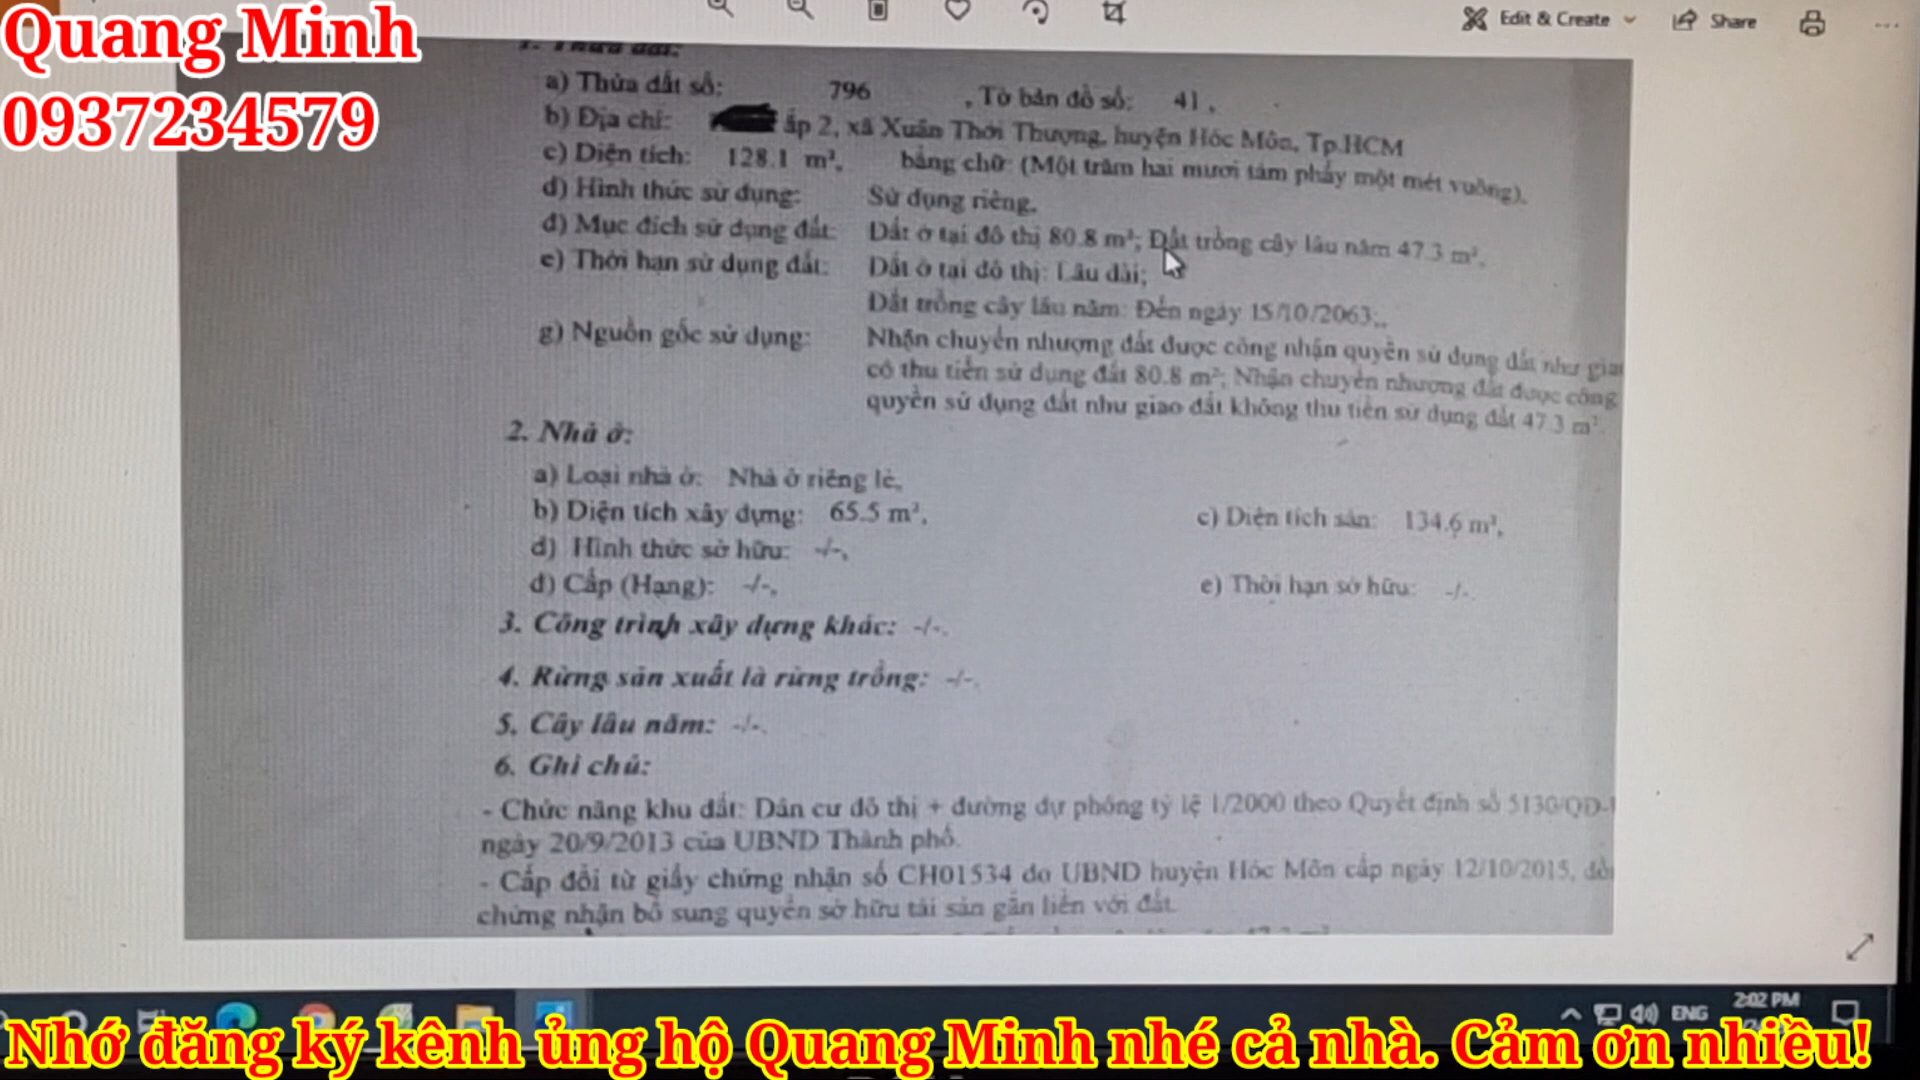 Quang Minh
0937234579
Edit & Create
Share
1. Thửa đất:
a) Thửa đất số: 796 , Tờ bản đồ số: 41 ,
b) Địa chỉ: ấp 2, xã Xuân Thới Thượng, huyện Hóc Môn, Tp.HCM
c) Diện tích: 128.1 m², bằng chữ: (Một trăm hai mươi tám phẩy một mét vuông),
d) Hình thức sử dụng: Sử dụng riêng,
đ) Mục đích sử dụng đất: Đất ở tại đô thị 80.8 m²; Đất trồng cây lâu năm 47.3 m²,
e) Thời hạn sử dụng đất: Đất ở tại đô thị: Lâu dài;
Đất trồng cây lâu năm: Đến ngày 15/10/2063;,
g) Nguồn gốc sử dụng: Nhận chuyển nhượng đất được công nhận quyền sử dụng đất như giao
có thu tiền sử dụng đất 80.8 m²; Nhận chuyển nhượng đất được công
quyền sử dụng đất như giao đất không thu tiền sử dụng đất 47.3 m².
2. Nhà ở:
a) Loại nhà ở: Nhà ở riêng lẻ,
b) Diện tích xây dựng: 65.5 m², c) Diện tích sàn: 134.6 m²,
d) Hình thức sở hữu: -/-,
đ) Cấp (Hạng): -/-, e) Thời hạn sở hữu: -/-.
3. Công trình xây dựng khác: -/-.
4. Rừng sản xuất là rừng trồng: -/-.
5. Cây lâu năm: -/-.
6. Ghi chú:
- Chức năng khu đất: Dân cư đô thị + đường dự phóng tỷ lệ 1/2000 theo Quyết định số 5130/QĐ-
ngày 20/9/2013 của UBND Thành phố.
- Cấp đổi từ giấy chứng nhận số CH01534 do UBND huyện Hóc Môn cấp ngày 12/10/2015,
chứng nhận bổ sung quyền sở hữu tài sản gắn liền với đất.
ENG
2:02 PM
Nhớ đăng ký kênh ủng hộ Quang Minh nhé cả nhà. Cảm ơn nhiều!